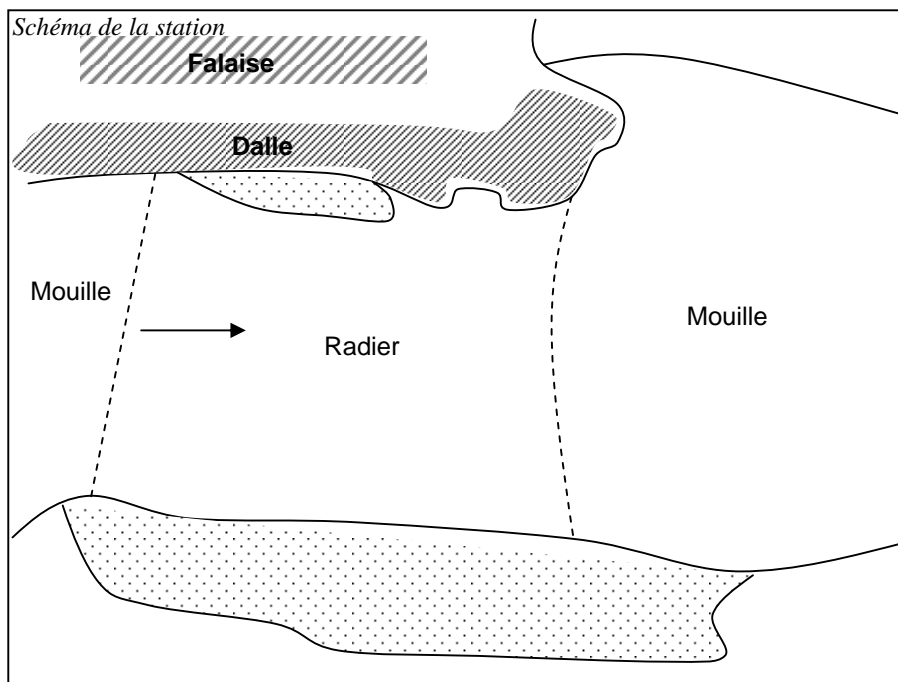 Schéma de la station
Falaise
Dalle
Mouille
Radier
Mouille